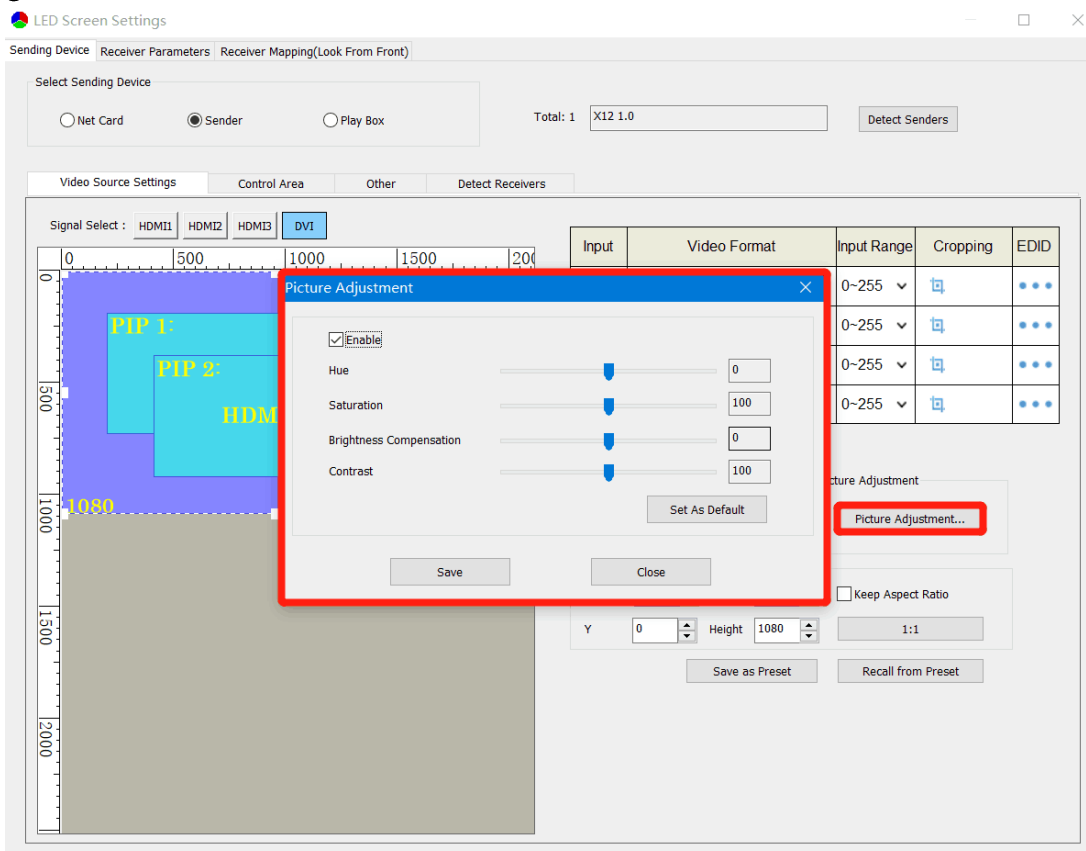 LED Screen Settings
Sending Device Receiver Parameters Receiver Mapping(Look From Front)
Select Sending Device
Net Card Sender Play Box
Total: 1 X12 1.0 Detect Senders
Video Source Settings Control Area Other Detect Receivers
Signal Select : HDMI1 HDMI2 HDMI3 DVI
Input Video Format Input Range Cropping EDID
0 500 1000 1500 200
0
Picture Adjustment
0~255
PIP 1:
Enable
0~255
PIP 2:
Hue 0
0~255
500
HDM
Saturation 100
0~255
Brightness Compensation 0
Contrast 100
ture Adjustment
1000
1080
Set As Default
Picture Adjustment...
Save Close
Keep Aspect Ratio
1500
Y 0 Height 1080 1:1
Save as Preset Recall from Preset
2000